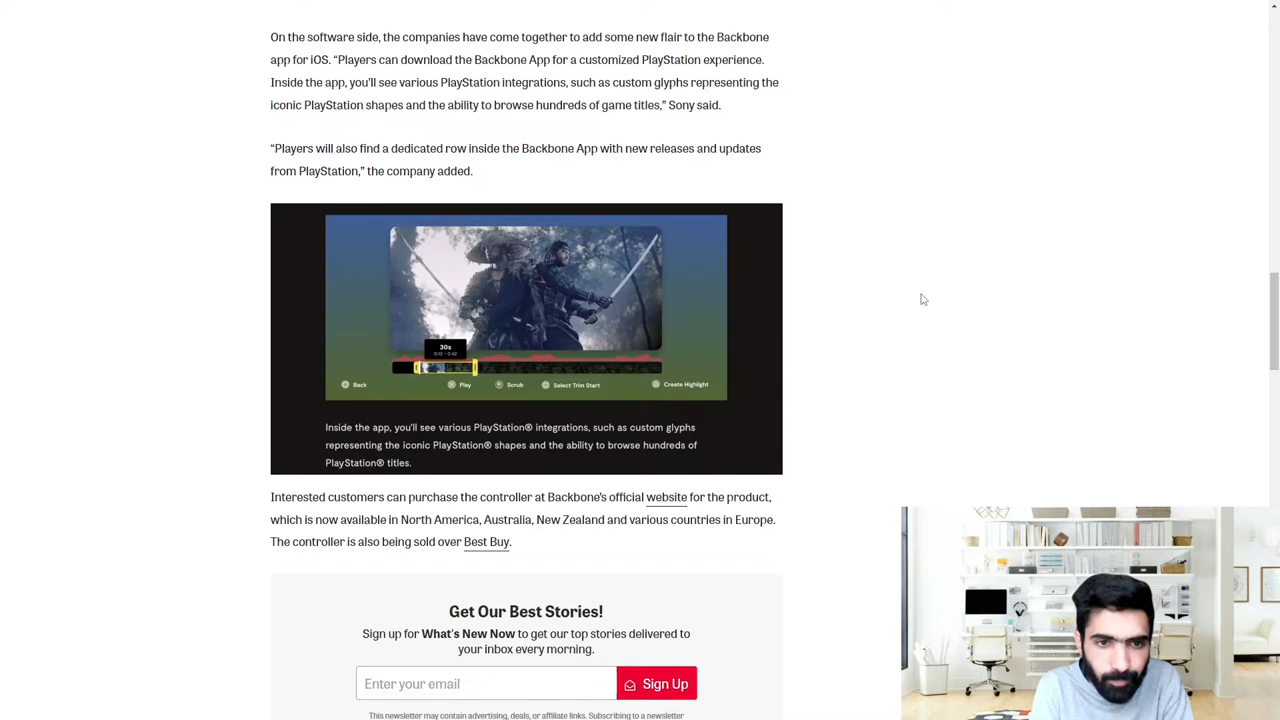 On the software side, the companies have come together to add some new flair to the Backbone
app for iOS. “Players can download the Backbone App for a customized PlayStation experience.
Inside the app, you’ll see various PlayStation integrations, such as custom glyphs representing the
iconic PlayStation shapes and the ability to browse hundreds of game titles,” Sony said.
“Players will also find a dedicated row inside the Backbone App with new releases and updates
from PlayStation,” the company added.
30s
0:12 - 0:42
Back
Play
Scrub
Select Trim Start
Create Highlight
Inside the app, you'll see various PlayStation® integrations, such as custom glyphs
representing the iconic PlayStation® shapes and the ability to browse hundreds of
PlayStation® titles.
Interested customers can purchase the controller at Backbone’s official website for the product,
which is now available in North America, Australia, New Zealand and various countries in Europe.
The controller is also being sold over Best Buy.
Get Our Best Stories!
Sign up for What's New Now to get our top stories delivered to
your inbox every morning.
Enter your email
Sign Up
This newsletter may contain advertising, deals, or affiliate links. Subscribing to a newsletter